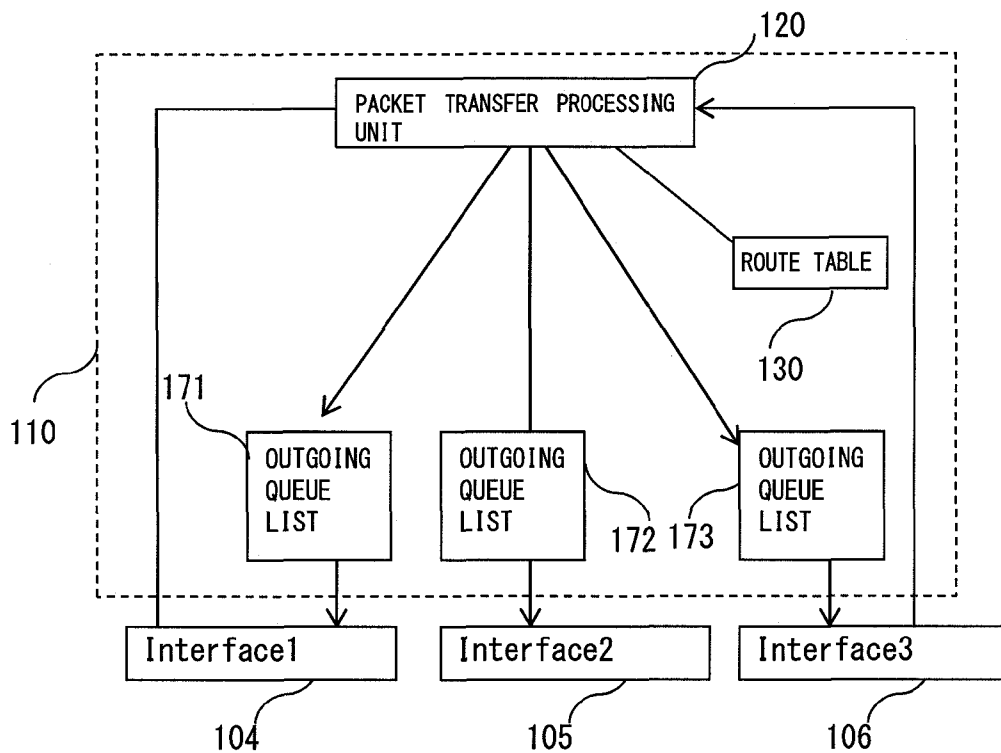 120
PACKET TRANSFER PROCESSING
UNIT
ROUTE TABLE
130
110
171
OUTGOING
QUEUE
LIST
OUTGOING
QUEUE
LIST
172
173
OUTGOING
QUEUE
LIST
Interface1
Interface2
Interface3
104
105
106